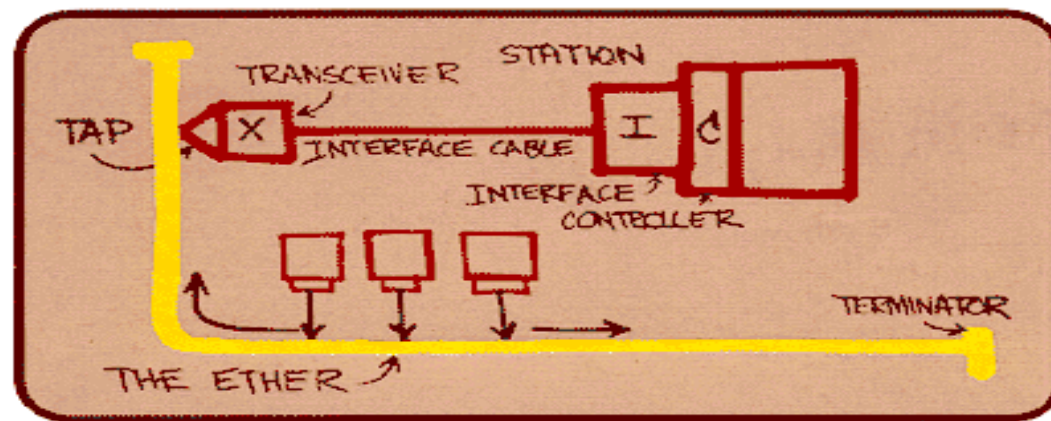 STATION
TRANSCEIVER
TAP
X
I
C
INTERFACE CABLE
INTERFACE
CONTROLLER
TERMINATOR
THE ETHER